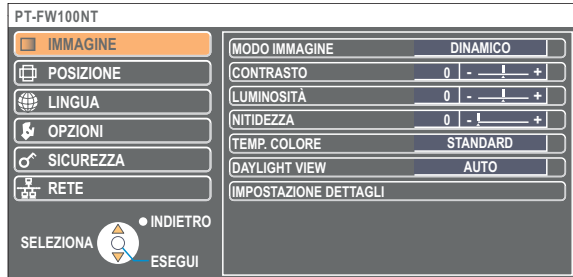 PT-FW100NT
IMMAGINE
POSIZIONE
LINGUA
OPZIONI
SICUREZZA
RETE
INDIETRO
SELEZIONA
ESEGUI
MODO IMMAGINE DINAMICO
CONTRASTO 0 - +
LUMINOSITÀ 0 - +
NITIDEZZA 0 - +
TEMP. COLORE STANDARD
DAYLIGHT VIEW AUTO
IMPOSTAZIONE DETTAGLI